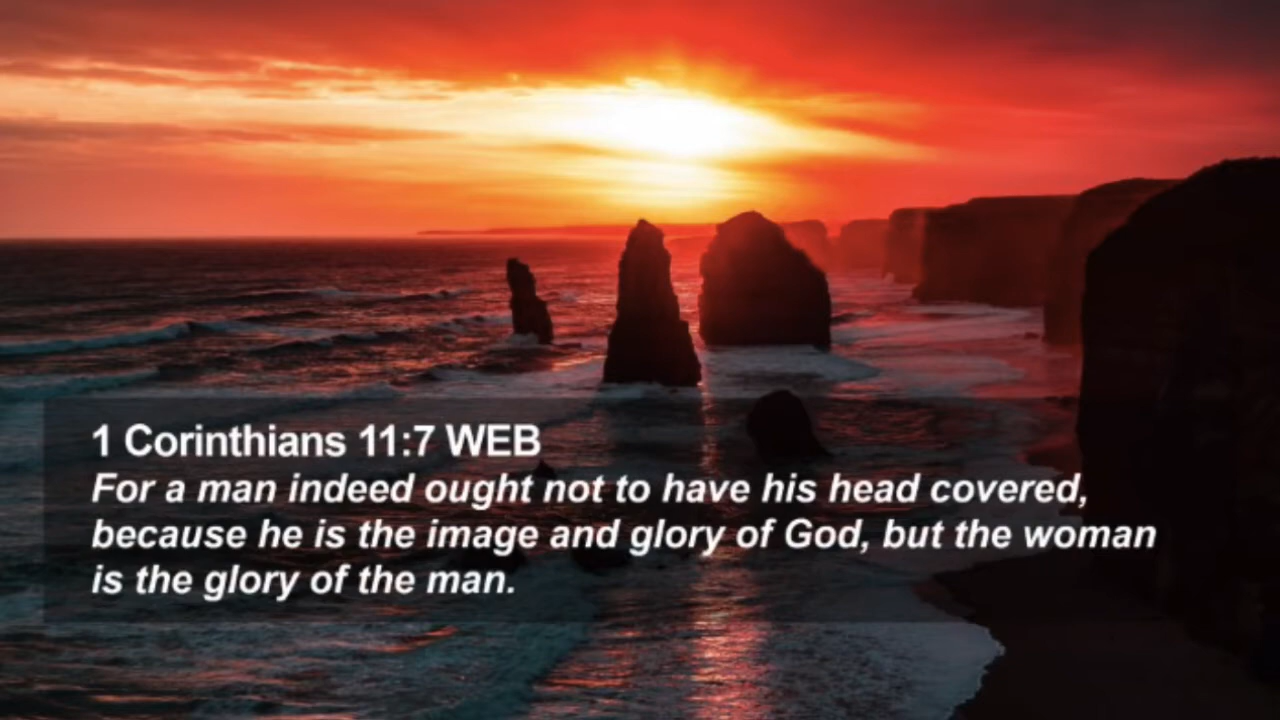 1 Corinthians 11:7 WEB
For a man indeed ought not to have his head covered,
because he is the image and glory of God, but the woman
is the glory of the man.